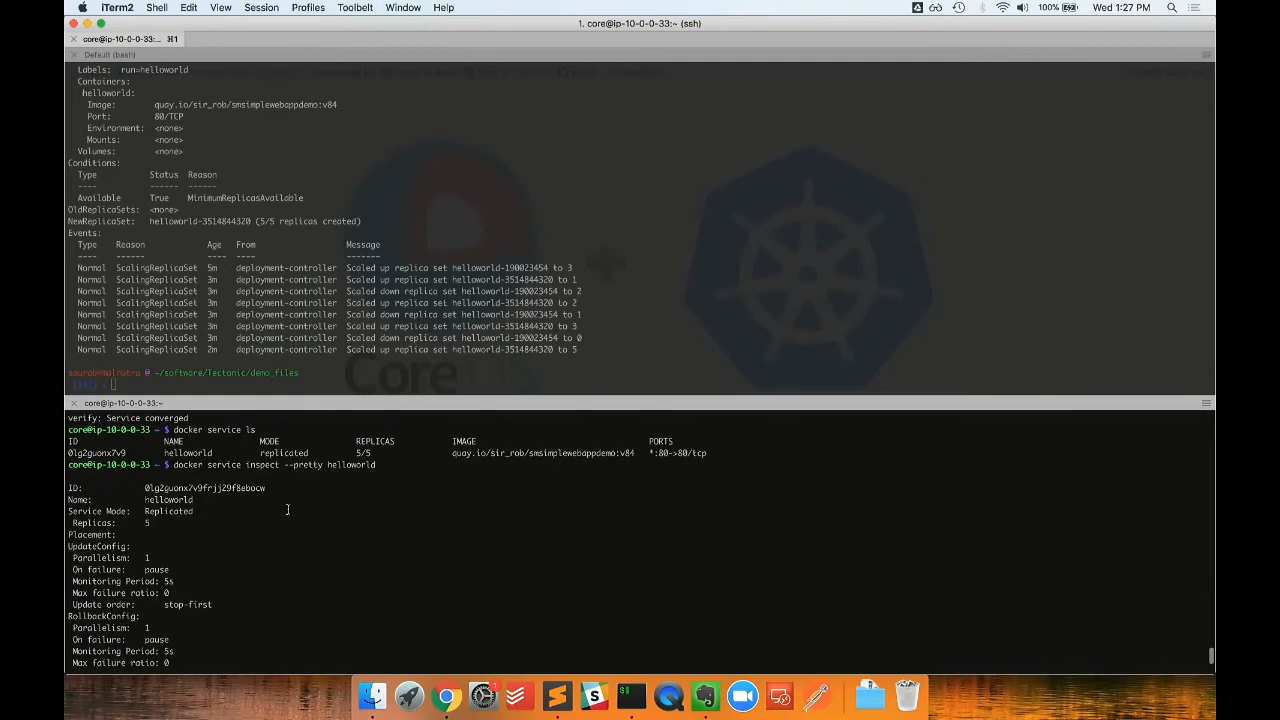 iTerm2 Shell Edit View Session Profiles Toolbelt Window Help 100% Wed 1:27 PM
1. core@ip-10-0-0-33:~ (ssh)
core@ip-10-0-0-33:... ⌘1
Default (bash)
Labels: run=helloworld
Containers:
helloworld:
Image: quay.io/sir_rob/smsimplewebappdemo:v84
Port: 80/TCP
Environment: <none>
Mounts: <none>
Volumes: <none>
Conditions:
Type Status Reason
---- ------ ------
Available True MinimumReplicasAvailable
OldReplicaSets: <none>
NewReplicaSet: helloworld-3514844320 (5/5 replicas created)
Events:
Type Reason Age From Message
---- ------ ---- ---- -------
Normal ScalingReplicaSet 5m deployment-controller Scaled up replica set helloworld-190023454 to 3
Normal ScalingReplicaSet 3m deployment-controller Scaled up replica set helloworld-3514844320 to 1
Normal ScalingReplicaSet 3m deployment-controller Scaled down replica set helloworld-190023454 to 2
Normal ScalingReplicaSet 3m deployment-controller Scaled up replica set helloworld-3514844320 to 2
Normal ScalingReplicaSet 3m deployment-controller Scaled down replica set helloworld-190023454 to 1
Normal ScalingReplicaSet 3m deployment-controller Scaled up replica set helloworld-3514844320 to 3
Normal ScalingReplicaSet 3m deployment-controller Scaled down replica set helloworld-190023454 to 0
Normal ScalingReplicaSet 2m deployment-controller Scaled up replica set helloworld-3514844320 to 5
sourabhmalhotra @ ~/software/Tectonic/demo_files
core@ip-10-0-0-33:~
verify: Service converged
core@ip-10-0-0-33 ~ $ docker service ls
ID NAME MODE REPLICAS IMAGE PORTS
0lg2guonx7v9 helloworld replicated 5/5 quay.io/sir_rob/smsimplewebappdemo:v84 *:80->80/tcp
core@ip-10-0-0-33 ~ $ docker service inspect --pretty helloworld
ID: 0lg2guonx7v9frjj29f8ebocw
Name: helloworld
Service Mode: Replicated
Replicas: 5
Placement:
UpdateConfig:
Parallelism: 1
On failure: pause
Monitoring Period: 5s
Max failure ratio: 0
Update order: stop-first
RollbackConfig:
Parallelism: 1
On failure: pause
Monitoring Period: 5s
Max failure ratio: 0